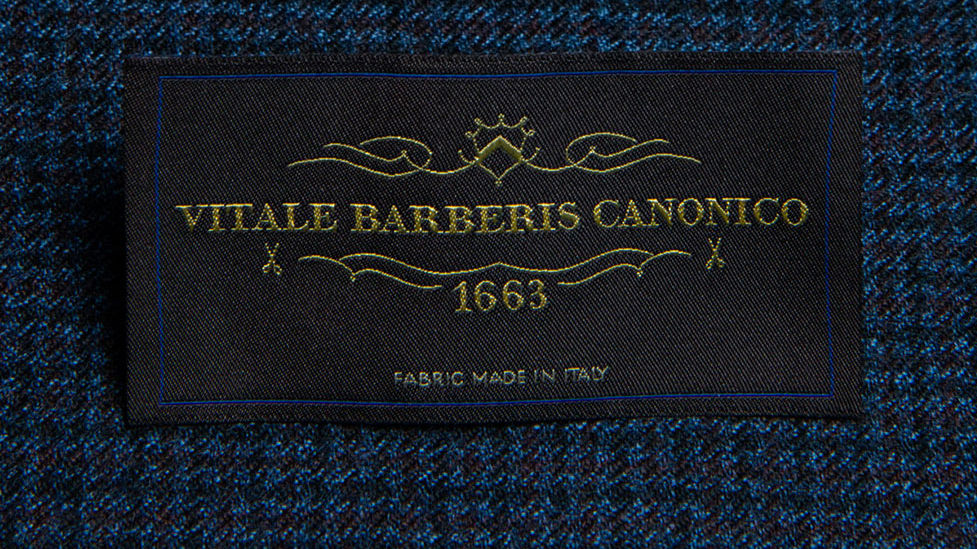 VITALE BARBERIS CANONICO
1663
FABRIC MADE IN ITALY